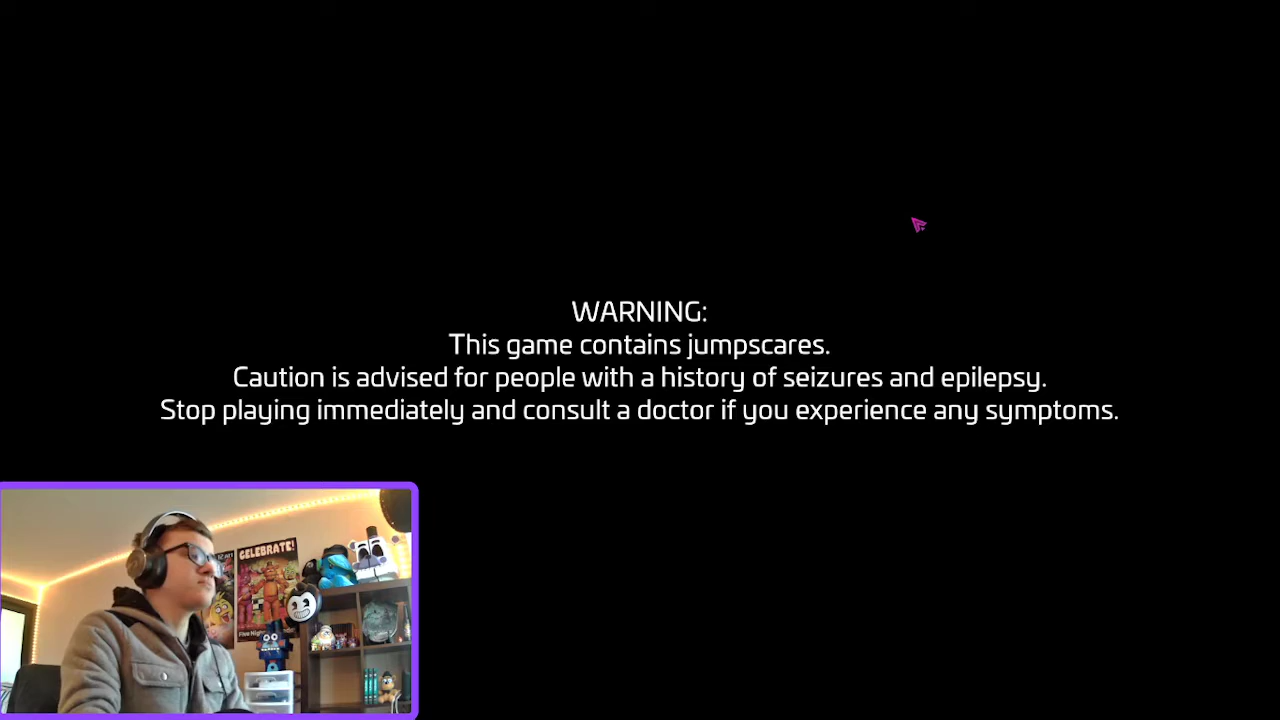 WARNING:
This game contains jumpscares.
Caution is advised for people with a history of seizures and epilepsy.
Stop playing immediately and consult a doctor if you experience any symptoms.
CELEBRATE!